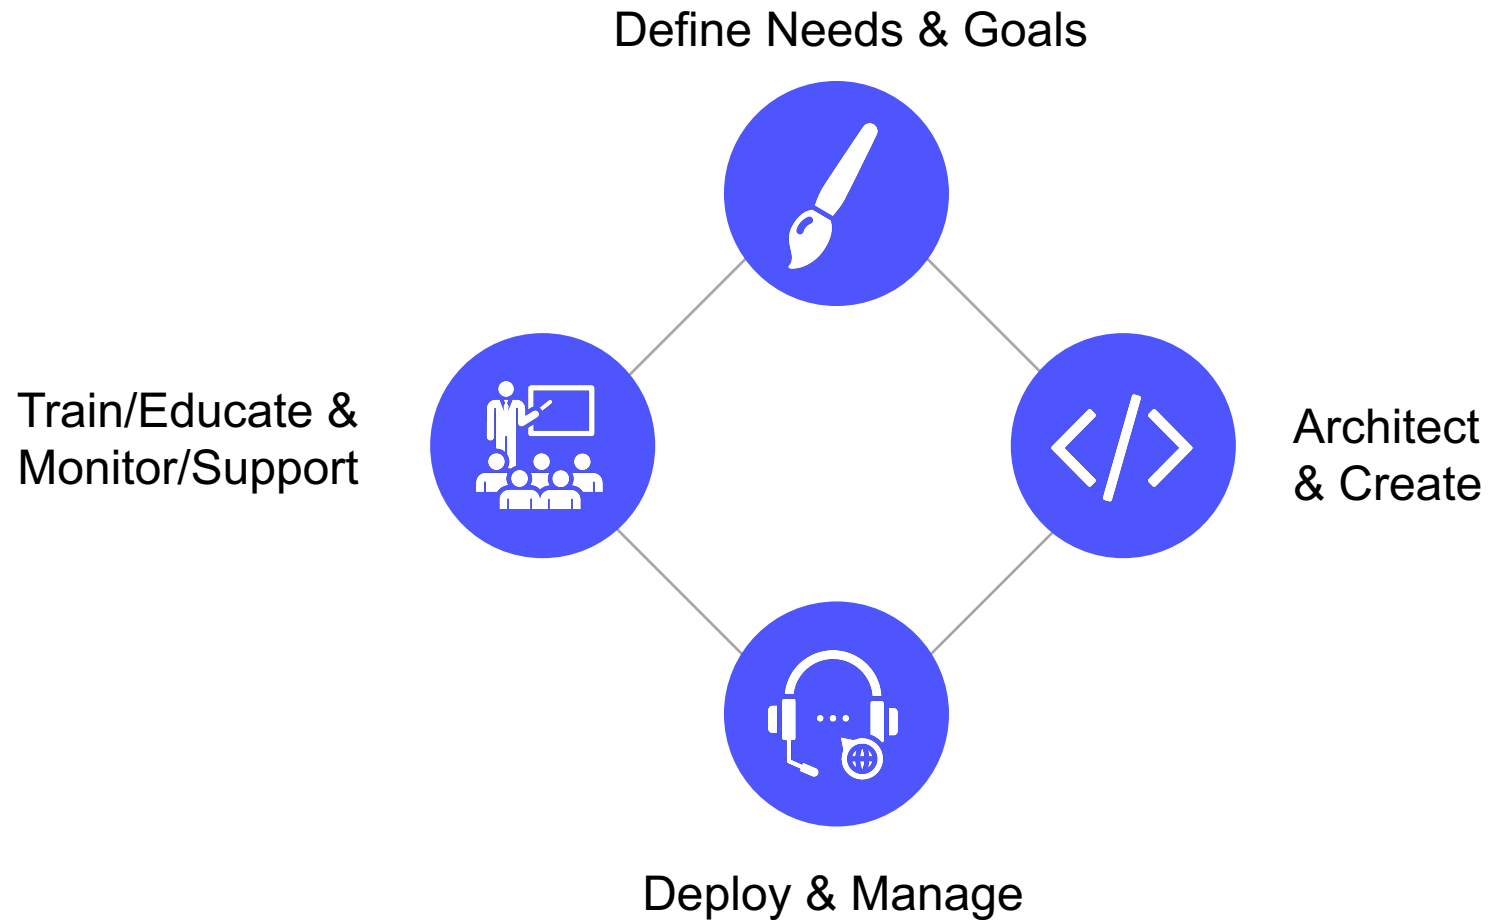 Define Needs & Goals
Train/Educate &
Monitor/Support
Architect
& Create
Deploy & Manage